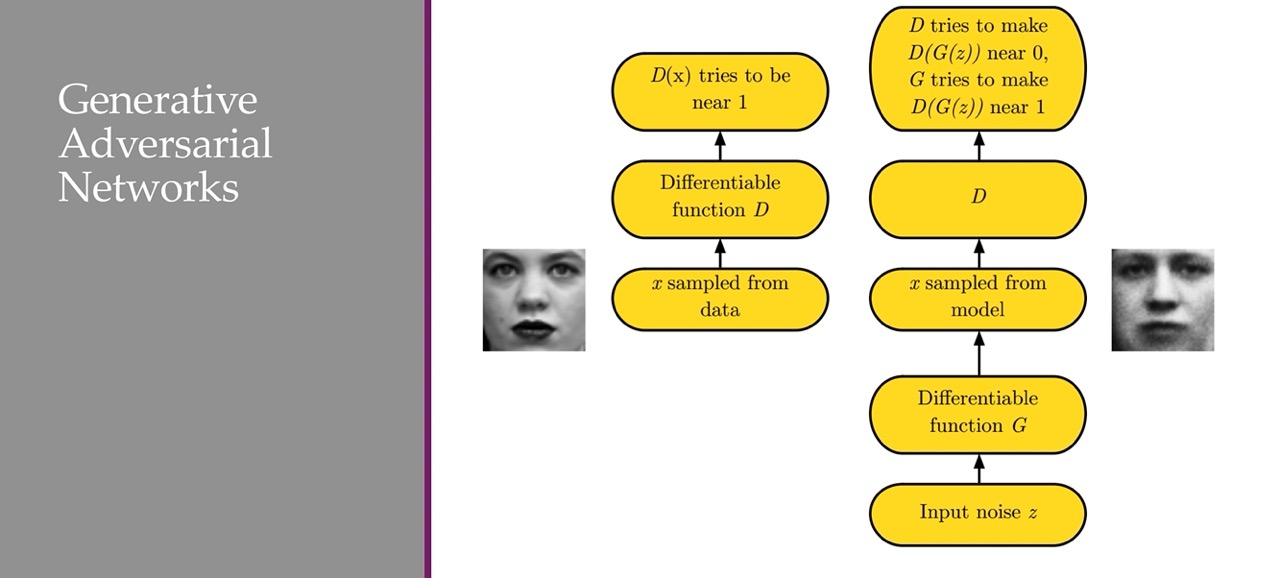 Generative
Adversarial
Networks
D(x) tries to be
near 1
Differentiable
function D
x sampled from
data
D tries to make
D(G(z)) near 0,
G tries to make
D(G(z)) near 1
D
x sampled from
model
Differentiable
function G
Input noise z